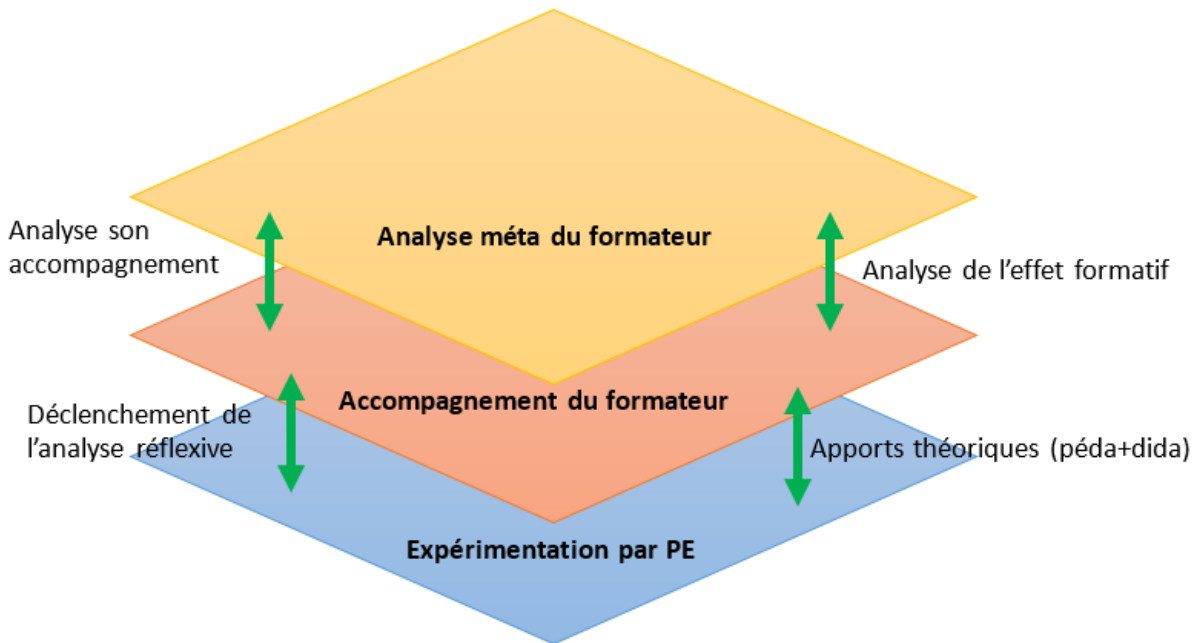 Analyse son
accompagnement
Analyse méta du formateur
Analyse de l’effet formatif
Déclenchement de
l’analyse réflexive
Accompagnement du formateur
Apports théoriques (péda+dida)
Expérimentation par PE